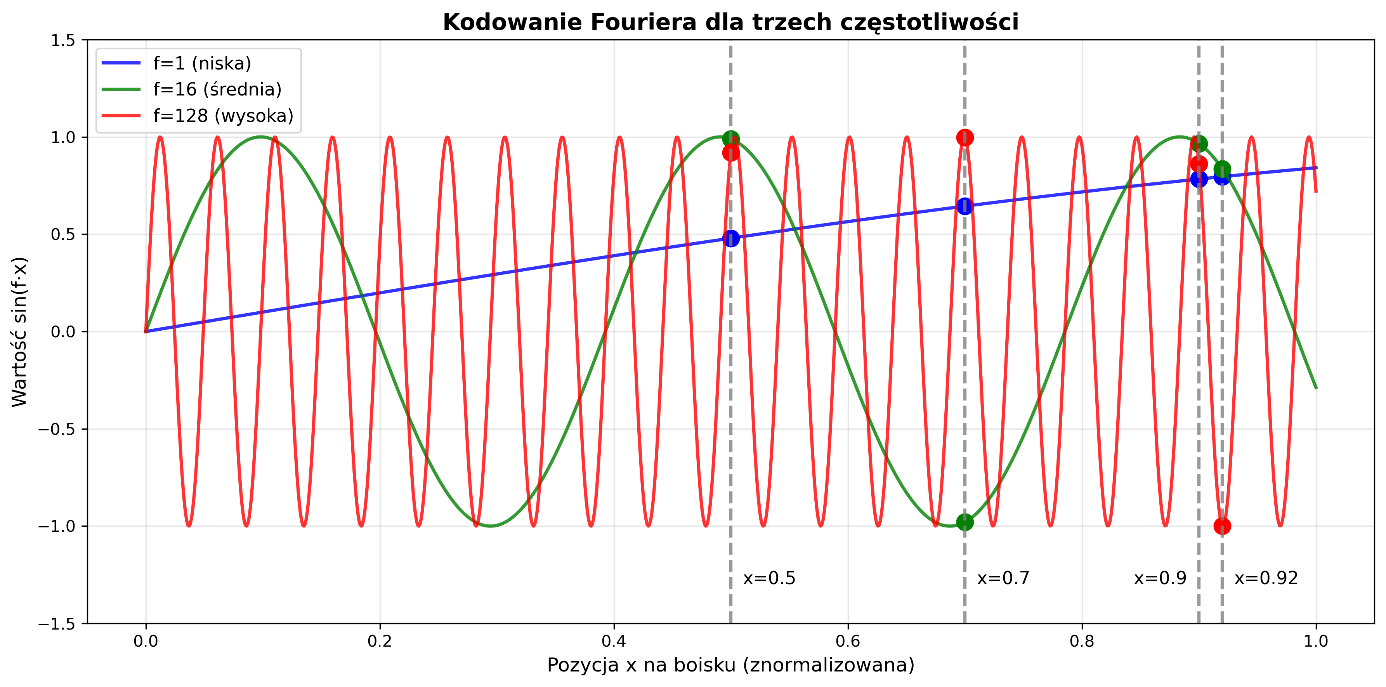 Kodowanie Fouriera dla trzech częstotliwości
1.5
1.0
0.5
0.0
−0.5
−1.0
−1.5
Wartość sin(f·x)
f=1 (niska)
f=16 (średnia)
f=128 (wysoka)
x=0.5
x=0.7
x=0.9
x=0.92
0.0
0.2
0.4
0.6
0.8
1.0
Pozycja x na boisku (znormalizowana)